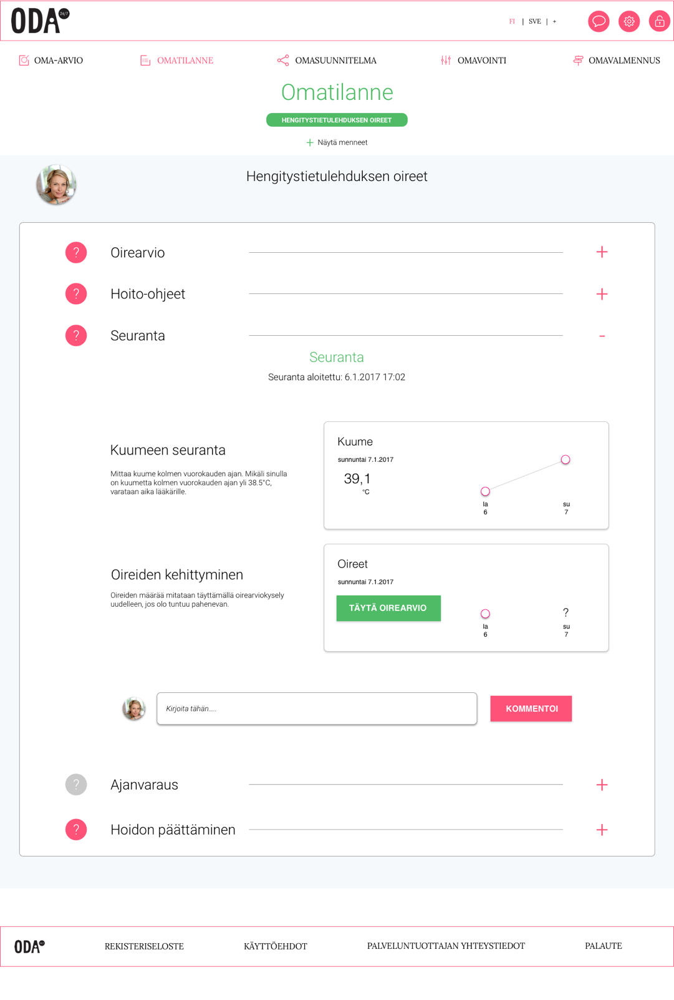 ODA 24/7
FI | SVE | +
OMA-ARVIO
OMATILANNE
OMASUUNNITELMA
OMAVOINTI
OMAVALMENNUS
Omatilanne
HENGITYSTIETULEHDUKSEN OIREET
+ Näytä menneet
Hengitystietulehduksen oireet
? Oirearvio +
? Hoito-ohjeet +
? Seuranta -
Seuranta
Seuranta aloitettu: 6.1.2017 17:02
Kuumeen seuranta
Mittaa kuume kolmen vuorokauden ajan. Mikäli sinulla
on kuumetta kolmen vuorokauden ajan yli 38.5°C,
varataan aika lääkärille.
Kuume
sunnuntai 7.1.2017
39,1
°C
la su
6 7
Oireiden kehittyminen
Oireiden määrää mitataan täyttämällä oirearviokysely
uudelleen, jos olo tuntuu pahenevan.
Oireet
sunnuntai 7.1.2017
TÄYTÄ OIREARVIO
?
la su
6 7
Kirjoita tähän.....
KOMMENTOI
? Ajanvaraus +
? Hoidon päättäminen +
ODA 24/7
REKISTERISELOSTE
KÄYTTÖEHDOT
PALVELUNTUOTTAJAN YHTEYSTIEDOT
PALAUTE